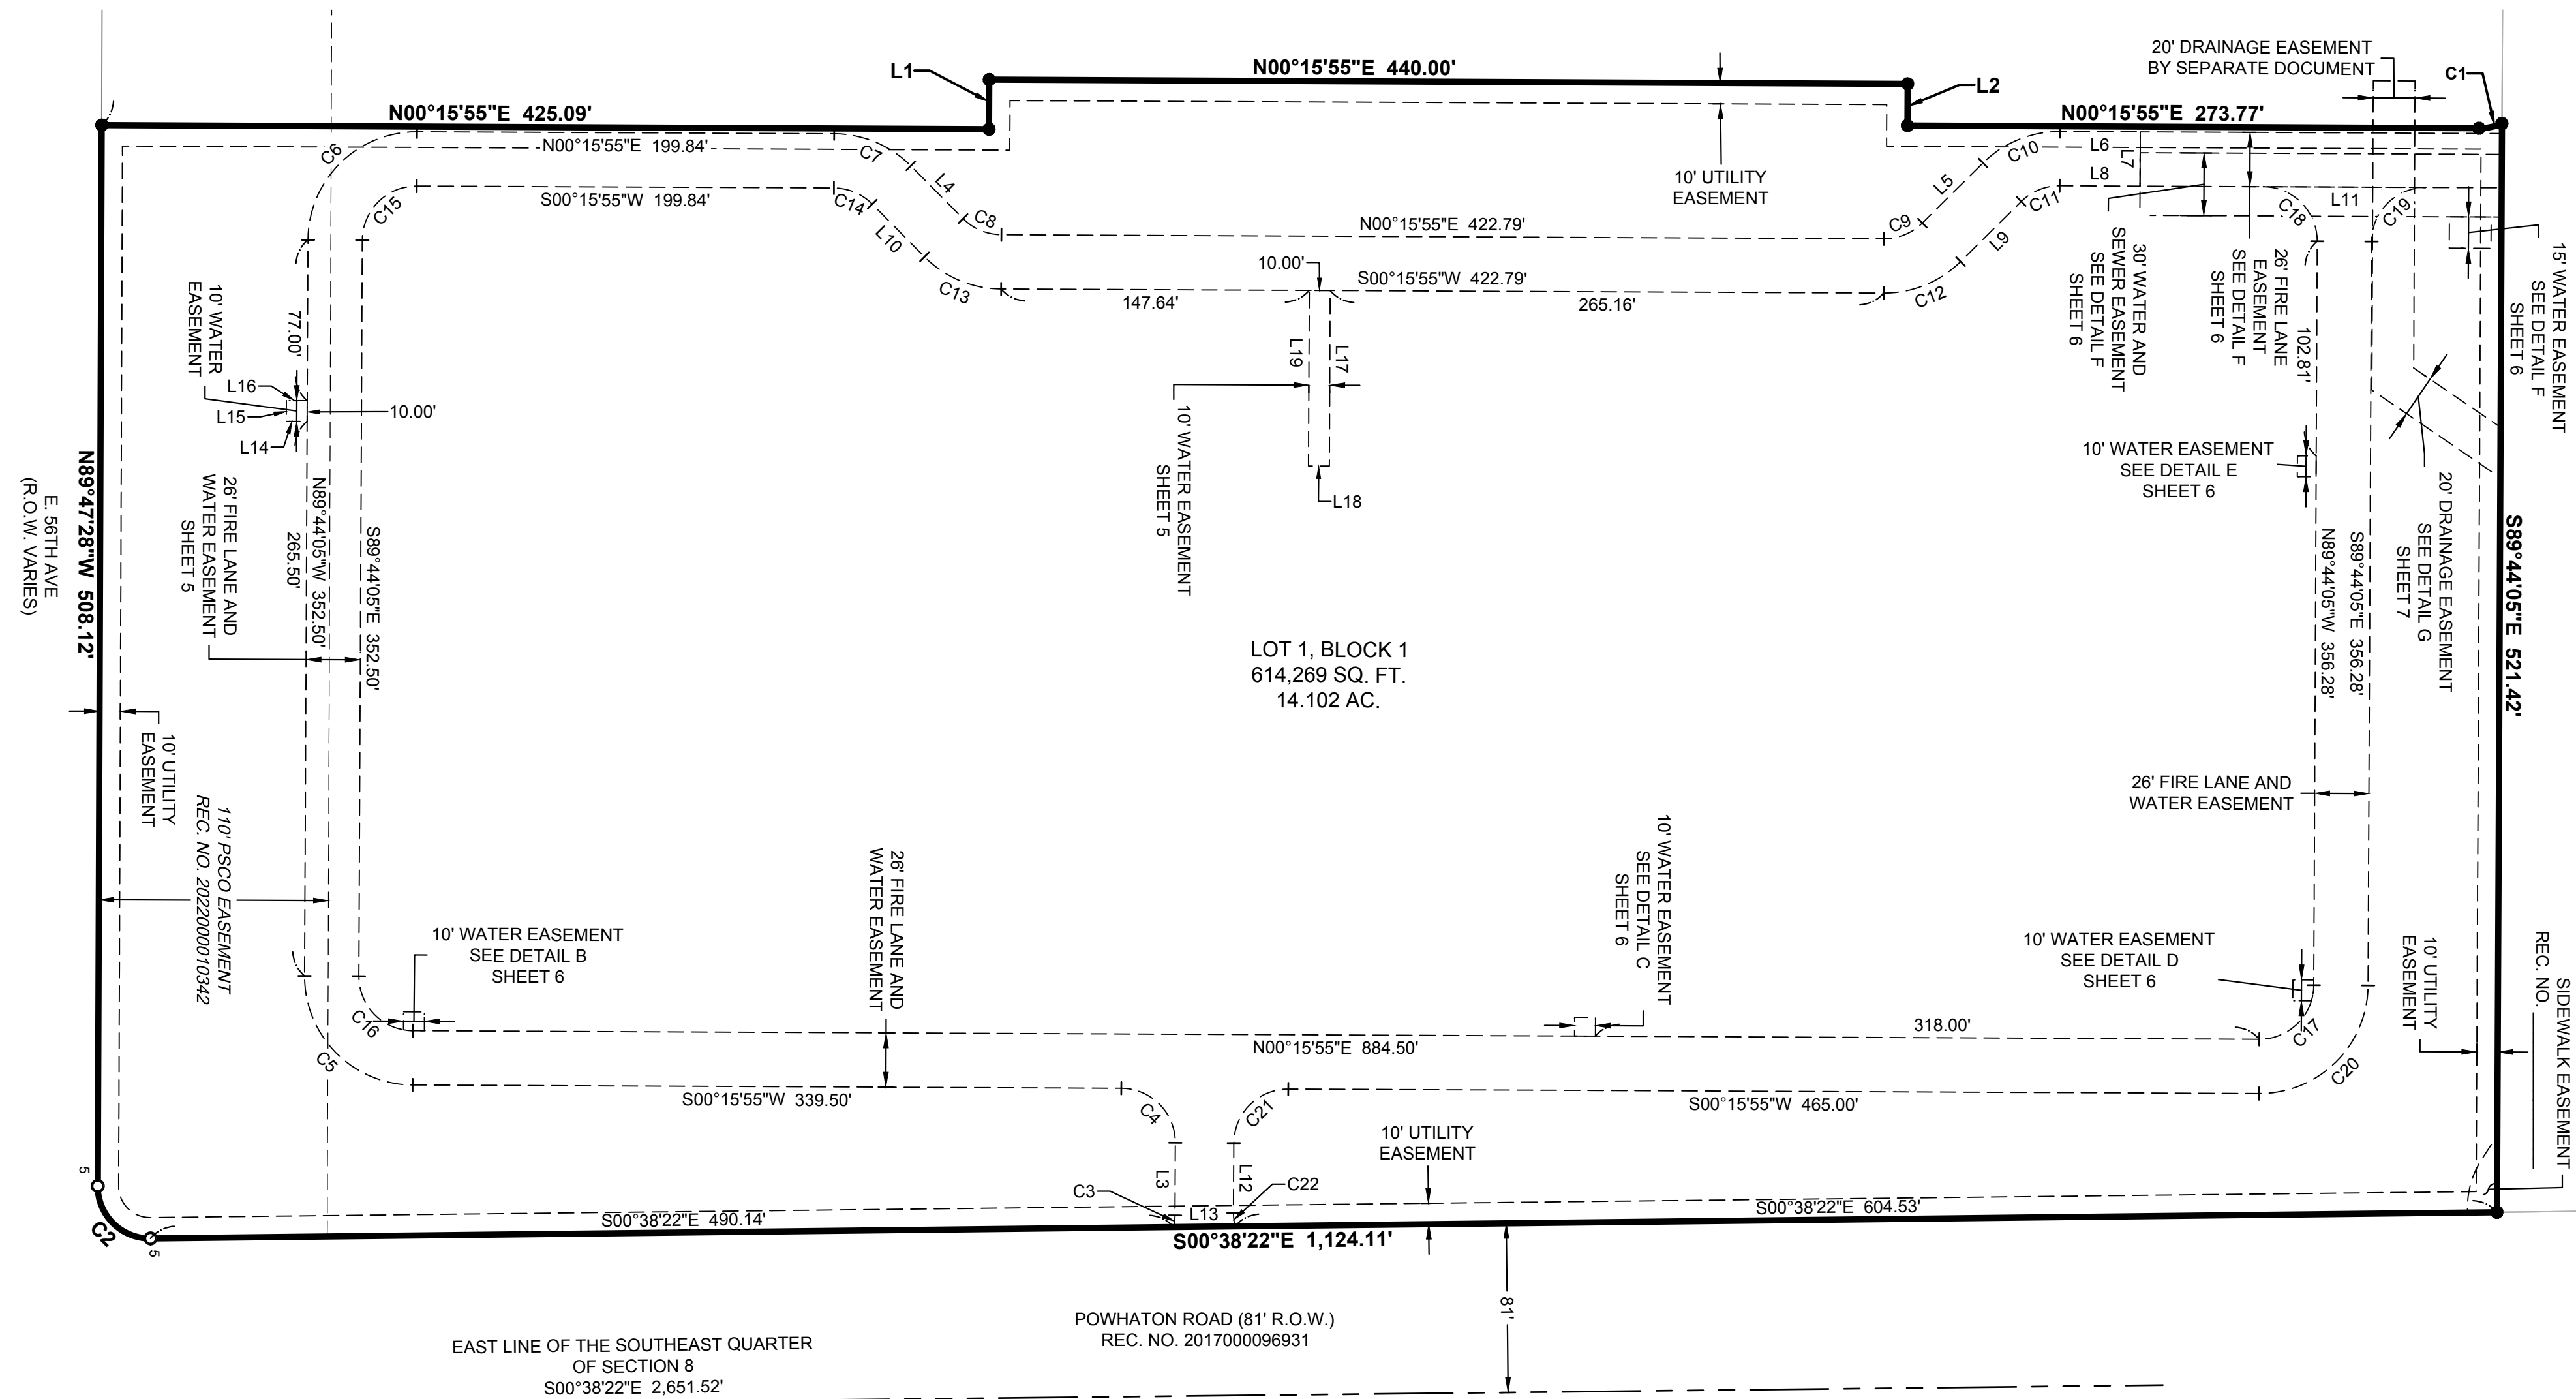 20' DRAINAGE EASEMENT
BY SEPARATE DOCUMENT
C1
L1
N00°15'55"E 440.00'
L2
N00°15'55"E 425.09'
N00°15'55"E 273.77'
C6
N00°15'55"E 199.84'
C7
L4
C8
C15
S00°15'55"W 199.84'
C14
L10
C13
10' UTILITY
EASEMENT
N00°15'55"E 422.79'
10.00'
S00°15'55"W 422.79'
147.64'
265.16'
C9
L5
C10
L6
L7
L8
C11
L9
C12
C18
L11
C19
15' WATER EASEMENT
SEE DETAIL F
SHEET 6
26' FIRE LANE
EASEMENT
SEE DETAIL F
SHEET 6
30' WATER AND
SEWER EASEMENT
SEE DETAIL F
SHEET 6
102.81'
10' WATER
EASEMENT
77.00'
L16
L15
L14
10.00'
L19
L17
L18
10' WATER EASEMENT
SHEET 5
10' WATER EASEMENT
SEE DETAIL E
SHEET 6
20' DRAINAGE EASEMENT
SEE DETAIL G
SHEET 7
S89°44'05"E 521.42'
N89°47'28"W 508.12'
E. 56TH AVE
(R.O.W. VARIES)
26' FIRE LANE AND
WATER EASEMENT
SHEET 5
N89°44'05"W 352.50'
265.50'
S89°44'05"E 352.50'
S89°44'05"E 356.28'
N89°44'05"W 356.28'
LOT 1, BLOCK 1
614,269 SQ. FT.
14.102 AC.
10' UTILITY
EASEMENT
110' PSCO EASEMENT
REC. NO. 2022000010342
26' FIRE LANE AND
WATER EASEMENT
10' WATER EASEMENT
SEE DETAIL B
SHEET 6
26' FIRE LANE AND
WATER EASEMENT
10' WATER EASEMENT
SEE DETAIL C
SHEET 6
10' WATER EASEMENT
SEE DETAIL D
SHEET 6
10' UTILITY
EASEMENT
SIDEWALK EASEMENT
REC. NO.
C16
C5
N00°15'55"E 884.50'
318.00'
C17
C20
S00°15'55"W 339.50'
C4
C21
S00°15'55"W 465.00'
10' UTILITY
EASEMENT
L3
L12
C3
C22
L13
S00°38'22"E 490.14'
S00°38'22"E 604.53'
S00°38'22"E 1,124.11'
5
C2
5
81'
POWHATON ROAD (81' R.O.W.)
REC. NO. 2017000096931
EAST LINE OF THE SOUTHEAST QUARTER
OF SECTION 8
S00°38'22"E 2,651.52'